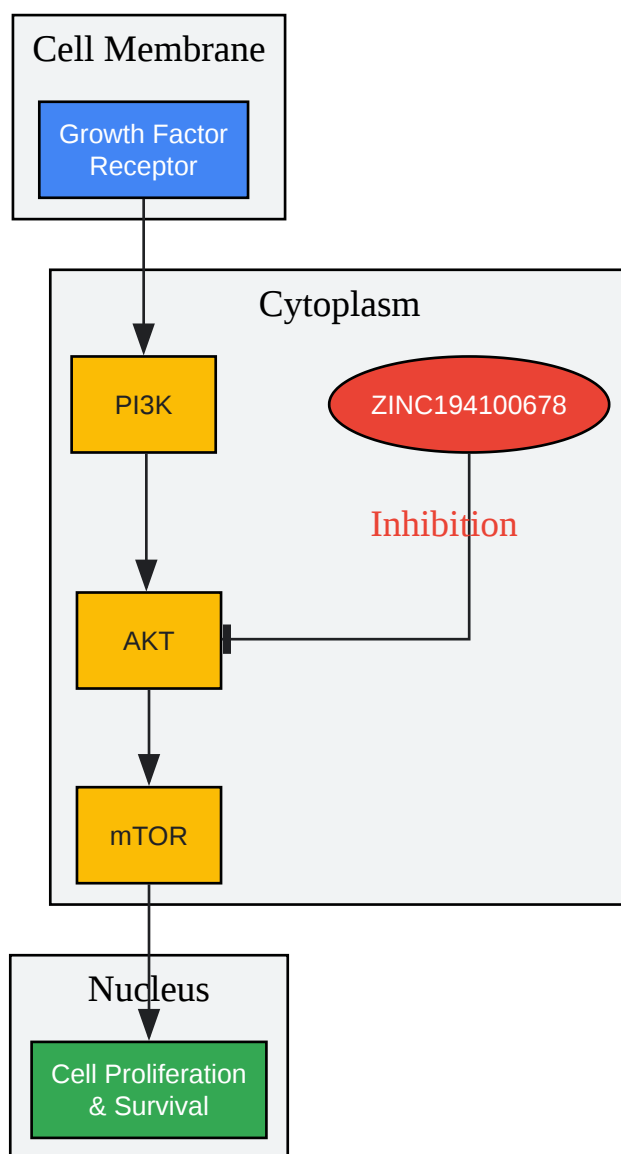 Cell Membrane
Growth Factor
Receptor
Cytoplasm
PI3K
ZINC194100678
Inhibition
AKT
mTOR
Nucleus
Cell Proliferation
& Survival